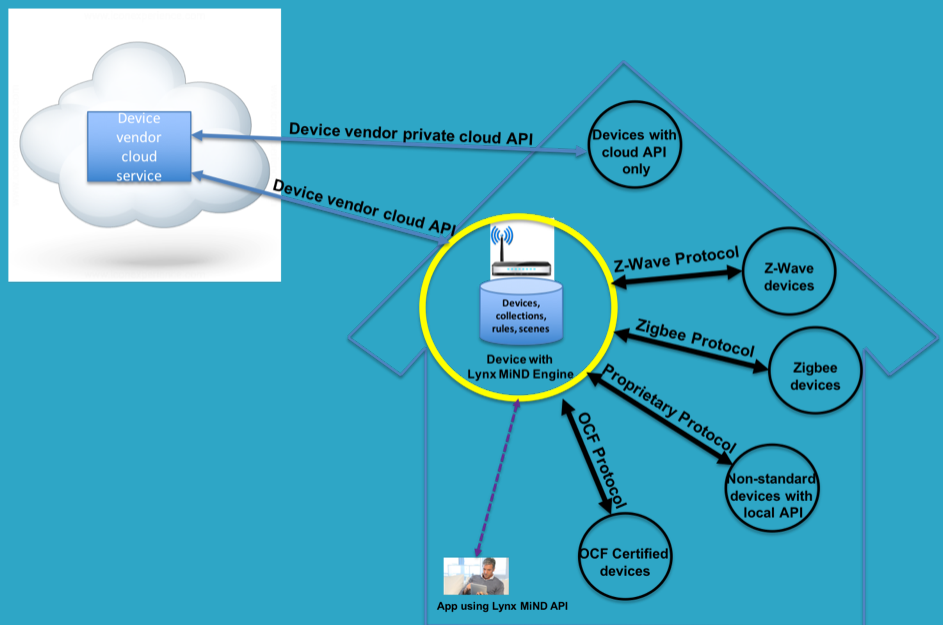 Device
vendor
cloud
service
Device vendor private cloud API
Device vendor cloud API
Devices with
cloud API
only
Z-Wave Protocol
Z-Wave
devices
Devices,
collections,
rules, scenes
Device with
Lynx MiND Engine
Zigbee Protocol
Zigbee
devices
Proprietary Protocol
Non-standard
devices with
local API
OCF Protocol
OCF Certified
devices
App using Lynx MiND API